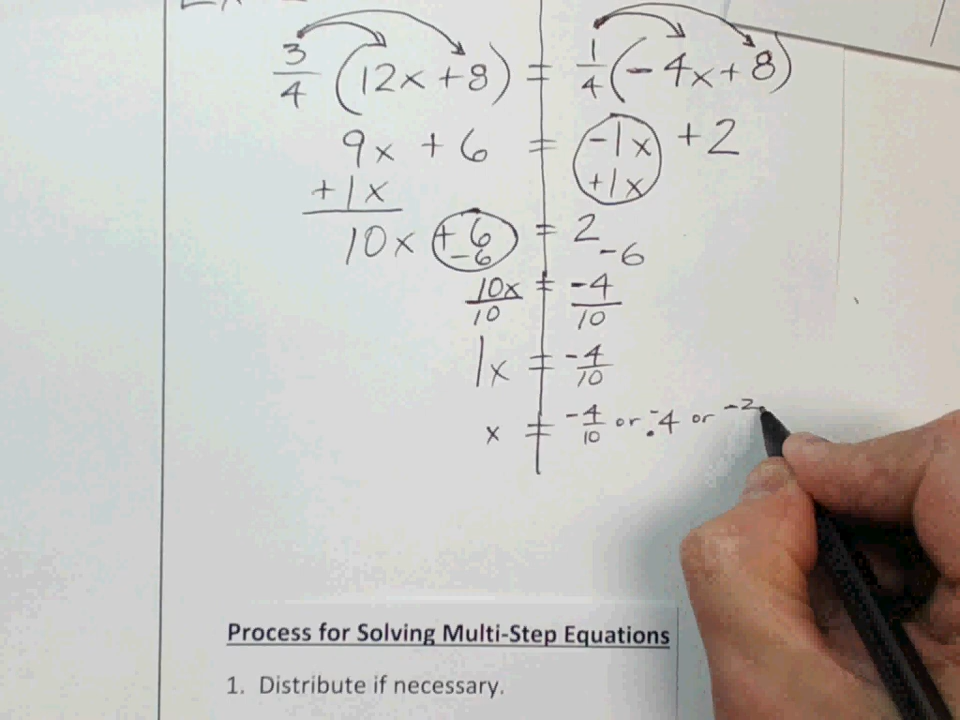 3/4 (12x + 8) = 1/4 (-4x + 8)
9x + 6 = -1x + 2
+1x +1x
10x + 6 = 2
-6 -6
10x/10 = -4/10
1x = -4/10
x = -4/10 or -.4 or -2
Process for Solving Multi-Step Equations
1. Distribute if necessary.